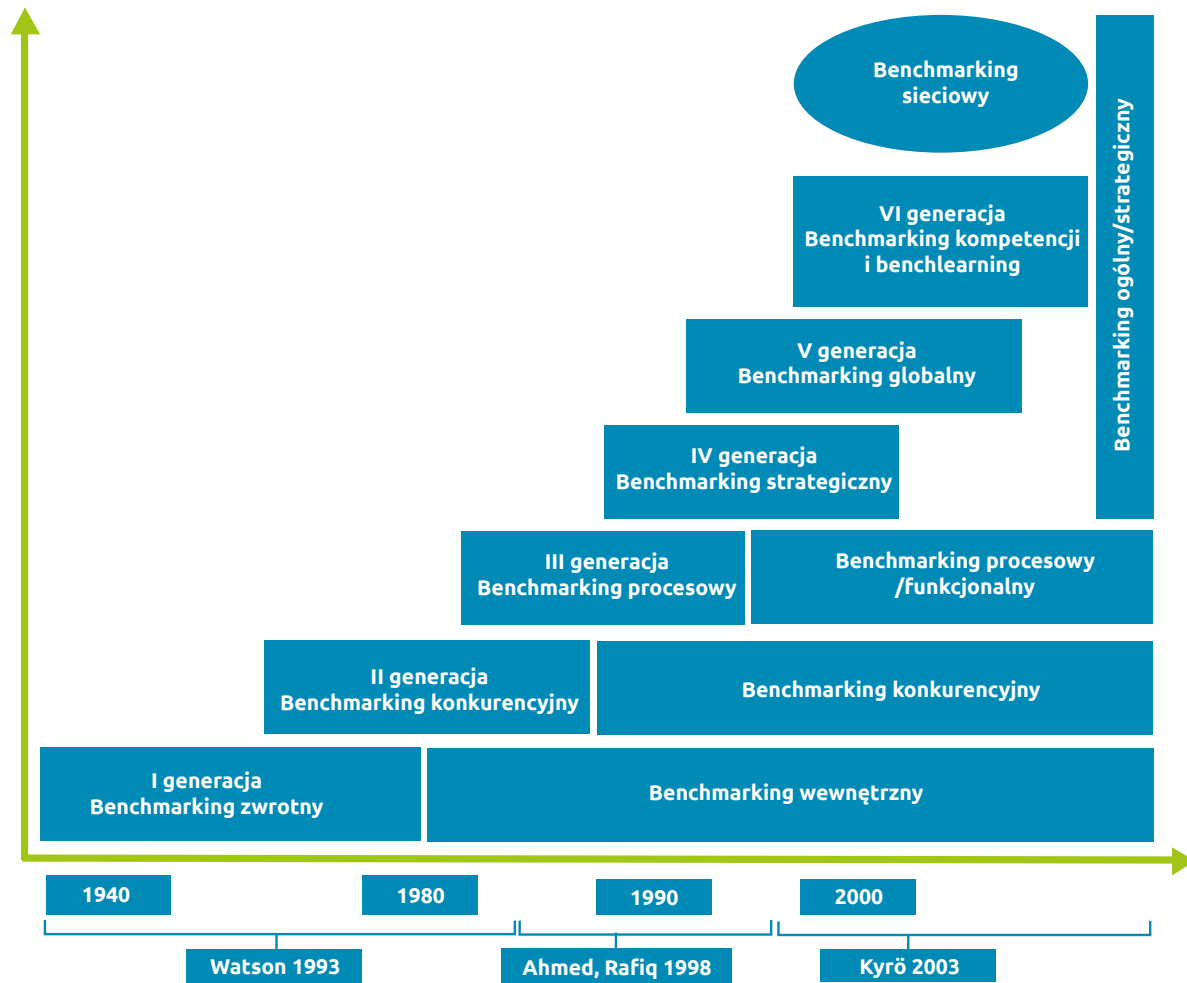 Benchmarking
sieciowy
Benchmarking ogólny/strategiczny
VI generacja
Benchmarking kompetencji
i benchlearning
V generacja
Benchmarking globalny
IV generacja
Benchmarking strategiczny
III generacja
Benchmarking procesowy
Benchmarking procesowy
/funkcjonalny
II generacja
Benchmarking konkurencyjny
Benchmarking konkurencyjny
I generacja
Benchmarking zwrotny
Benchmarking wewnętrzny
1940
1980
1990
2000
Watson 1993
Ahmed, Rafiq 1998
Kyrö 2003